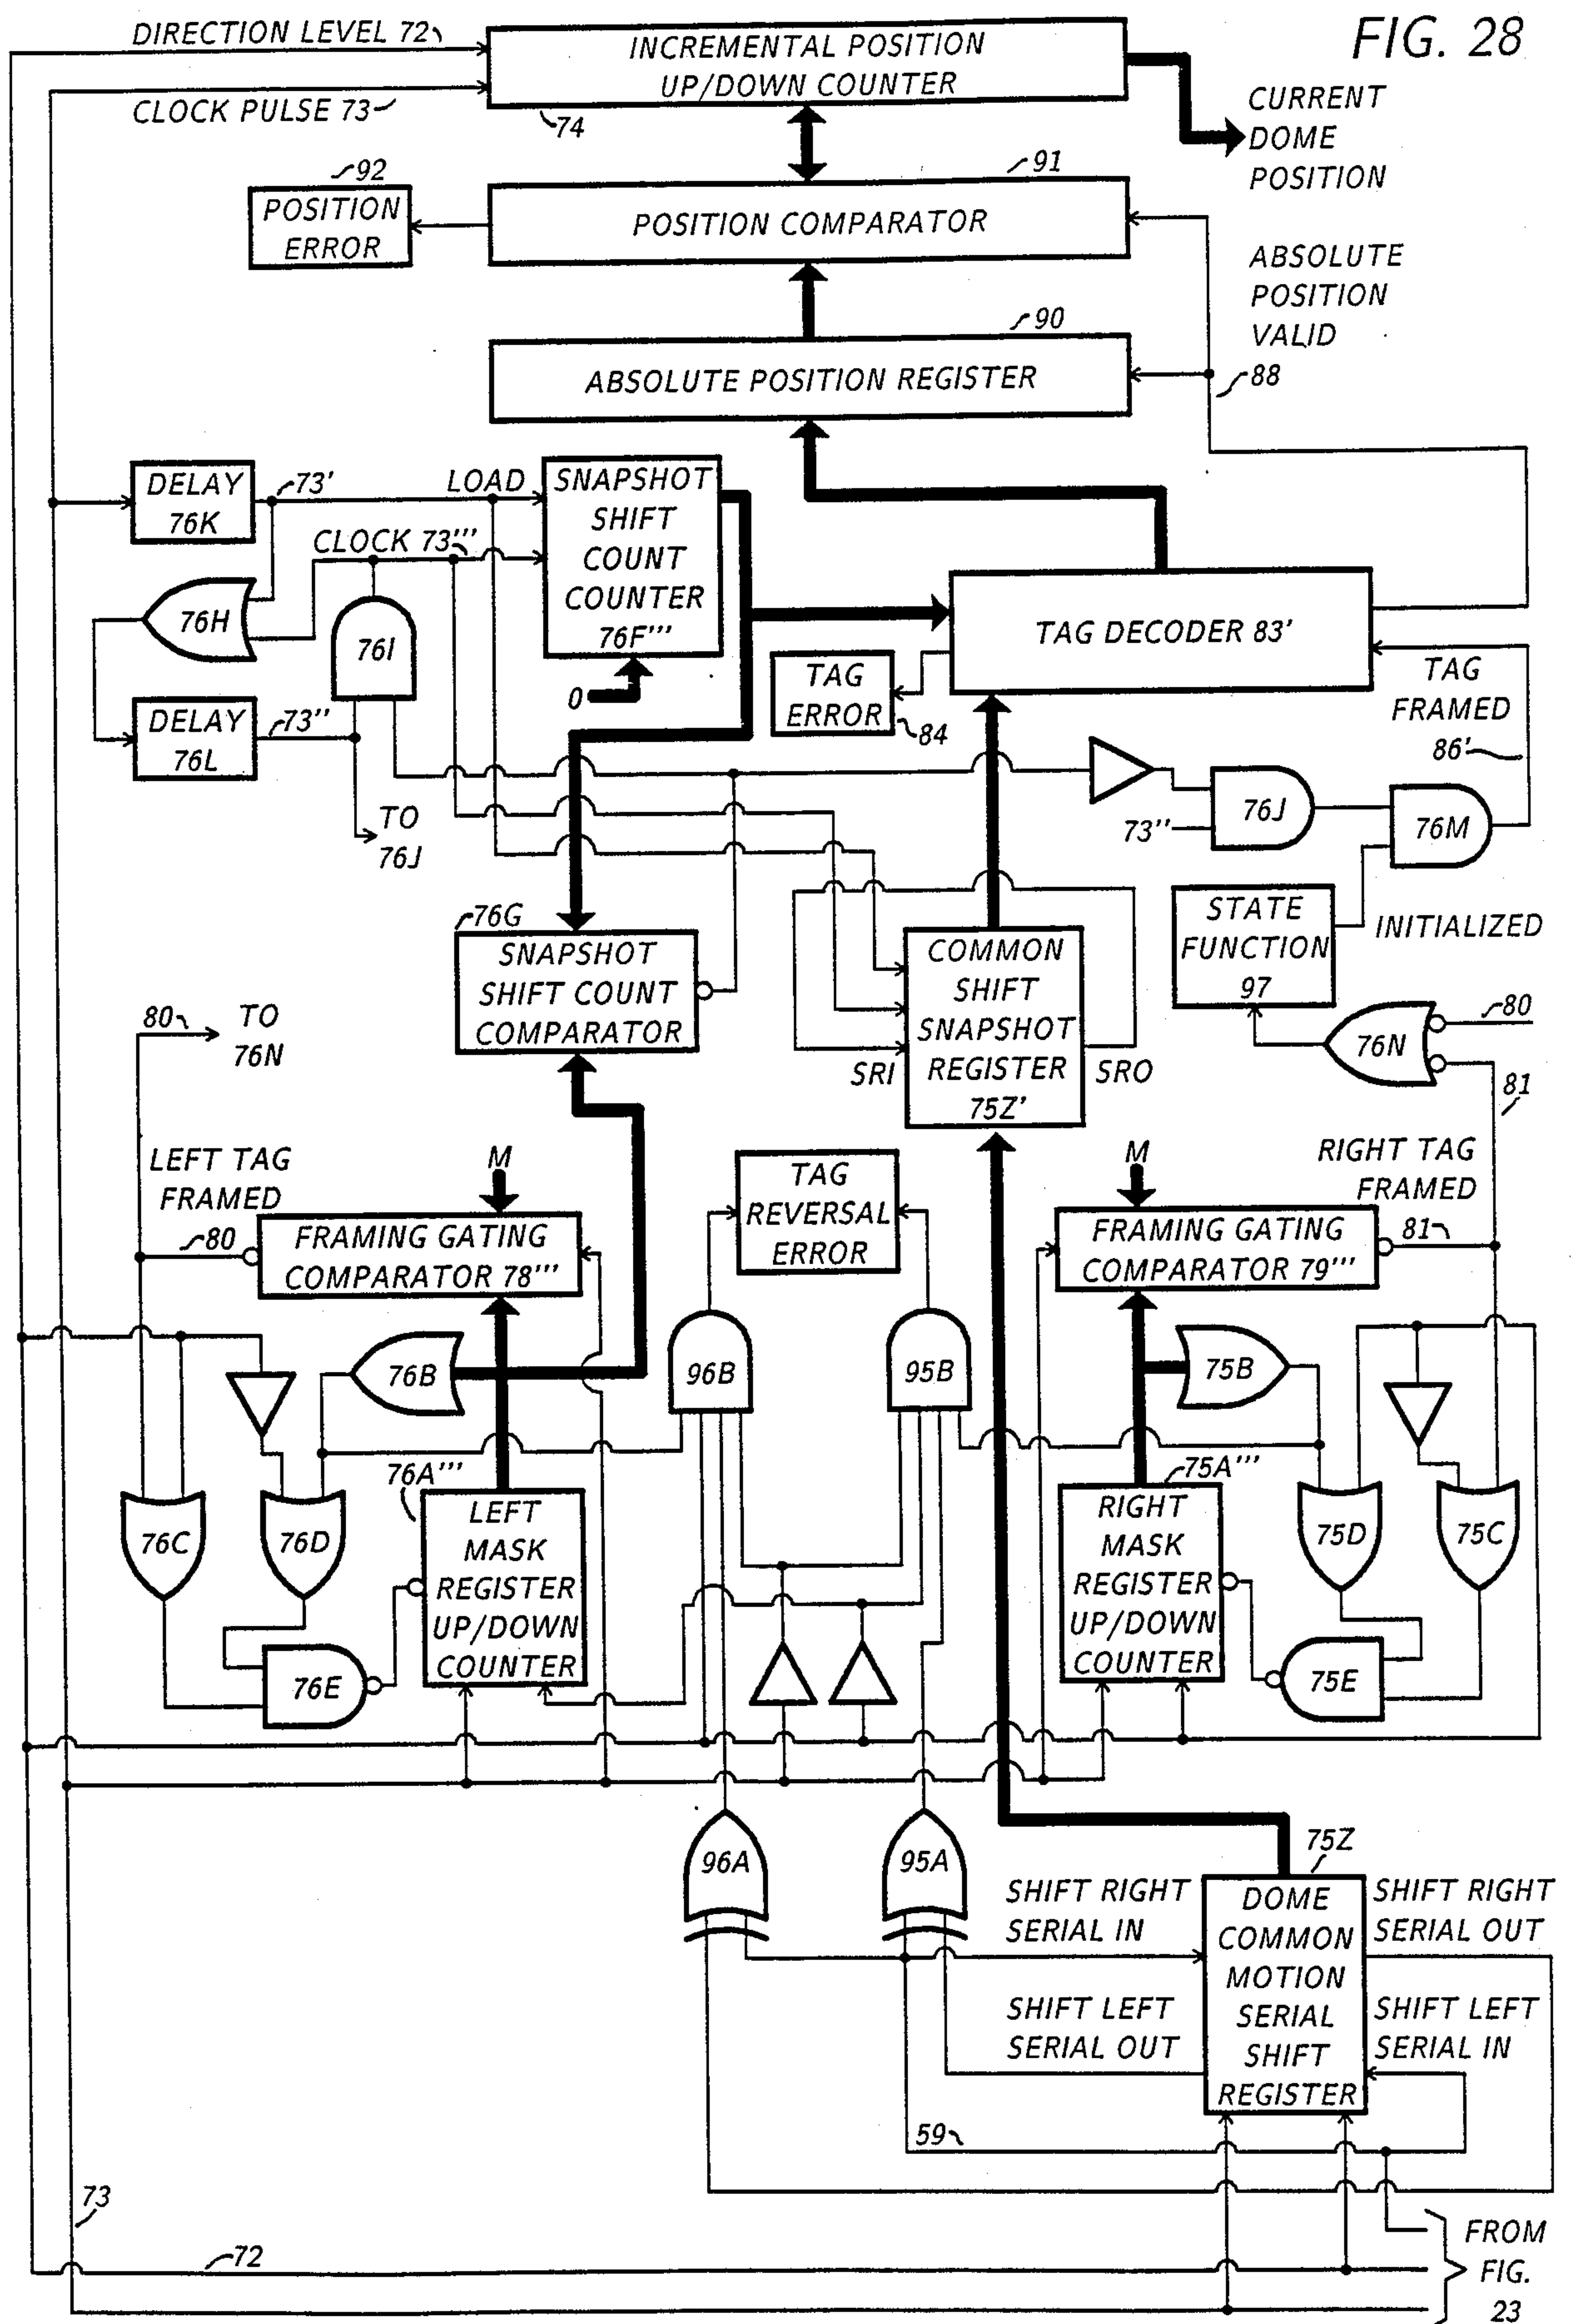 FIG. 28
DIRECTION LEVEL 72
INCREMENTAL POSITION
UP/DOWN COUNTER
CLOCK PULSE 73
74
CURRENT
DOME
POSITION
92
91
POSITION
ERROR
POSITION COMPARATOR
ABSOLUTE
POSITION
VALID
90
88
ABSOLUTE POSITION REGISTER
DELAY
76K
73'
LOAD
SNAPSHOT
SHIFT
COUNT
COUNTER
76F'''
CLOCK 73'''
76H
76I
TAG DECODER 83'
0
TAG
ERROR
84
TAG
FRAMED
86'
DELAY
76L
73''
TO
76J
76J
73''
76M
76G
SNAPSHOT
SHIFT COUNT
COMPARATOR
COMMON
SHIFT
SNAPSHOT
REGISTER
75Z'
SRI
SRO
STATE
FUNCTION
97
INITIALIZED
80
TO
76N
76N
80
81
LEFT TAG
FRAMED
M
TAG
REVERSAL
ERROR
M
RIGHT TAG
FRAMED
80
FRAMING GATING
COMPARATOR 78'''
FRAMING GATING
COMPARATOR 79'''
81
76B
96B
95B
75B
76A'''
75A'''
76C
76D
LEFT
MASK
REGISTER
UP/DOWN
COUNTER
RIGHT
MASK
REGISTER
UP/DOWN
COUNTER
75D
75C
76E
75E
96A
95A
75Z
SHIFT RIGHT
SERIAL IN
DOME
COMMON
MOTION
SERIAL
SHIFT
REGISTER
SHIFT RIGHT
SERIAL OUT
SHIFT LEFT
SERIAL OUT
SHIFT LEFT
SERIAL IN
59
73
72
FROM
FIG.
23